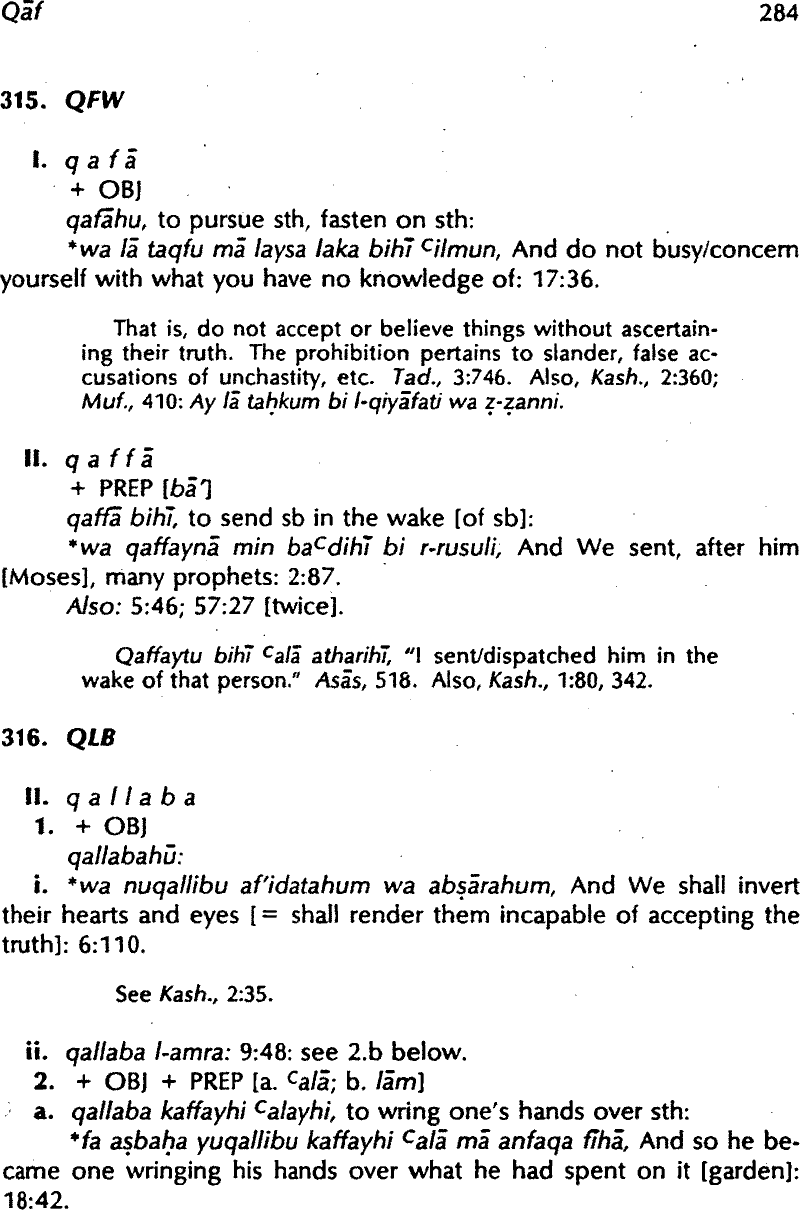 Qāf 284
315. QFW
I. q a f ā
+ OBJ
qafāhu, to pursue sth, fasten on sth:
*wa lā taqfu mā laysa laka bihī ᶜilmun, And do not busy/concern
yourself with what you have no knowledge of: 17:36.
That is, do not accept or believe things without ascertain-
ing their truth. The prohibition pertains to slander, false ac-
cusations of unchastity, etc. Tad., 3:746. Also, Kash., 2:360;
Muf., 410: Ay lā taḥkum bi l-qiyāfati wa ẓ-ẓanni.
II. q a f f ā
+ PREP [bā']
qaffā bihī, to send sb in the wake [of sb]:
*wa qaffaynā min baᶜdihī bi r-rusuli, And We sent, after him
[Moses], many prophets: 2:87.
Also: 5:46; 57:27 [twice].
Qaffaytu bihī ᶜalā atharihī, "I sent/dispatched him in the
wake of that person." Asās, 518. Also, Kash., 1:80, 342.
316. QLB
II. q a l l a b a
1. + OBJ
qallabahū:
i. *wa nuqallibu af'idatahum wa abṣārahum, And We shall invert
their hearts and eyes [= shall render them incapable of accepting the
truth]: 6:110.
See Kash., 2:35.
ii. qallaba l-amra: 9:48: see 2.b below.
2. + OBJ + PREP [a. ᶜalā; b. lām]
a. qallaba kaffayhi ᶜalayhi, to wring one's hands over sth:
*fa aṣbaḥa yuqallibu kaffayhi ᶜalā mā anfaqa fīhā, And so he be-
came one wringing his hands over what he had spent on it [garden]:
18:42.